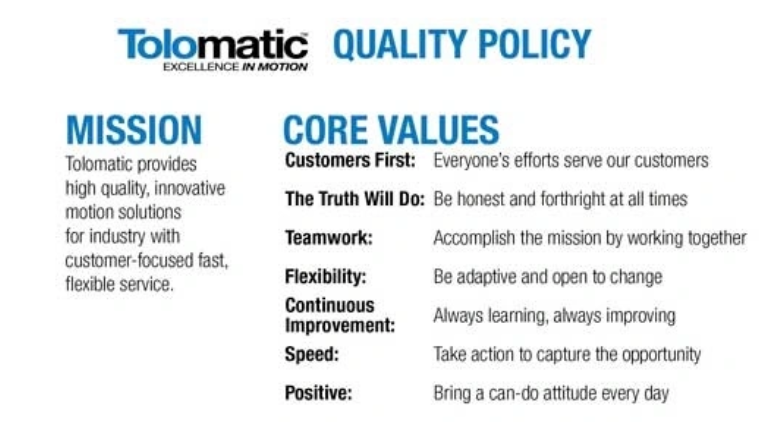 Tolomatic™ QUALITY POLICY
EXCELLENCE IN MOTION
MISSION
Tolomatic provides
high quality, innovative
motion solutions
for industry with
customer-focused fast,
flexible service.
CORE VALUES
Customers First: Everyone's efforts serve our customers
The Truth Will Do: Be honest and forthright at all times
Teamwork: Accomplish the mission by working together
Flexibility: Be adaptive and open to change
Continuous
Improvement: Always learning, always improving
Speed: Take action to capture the opportunity
Positive: Bring a can-do attitude every day